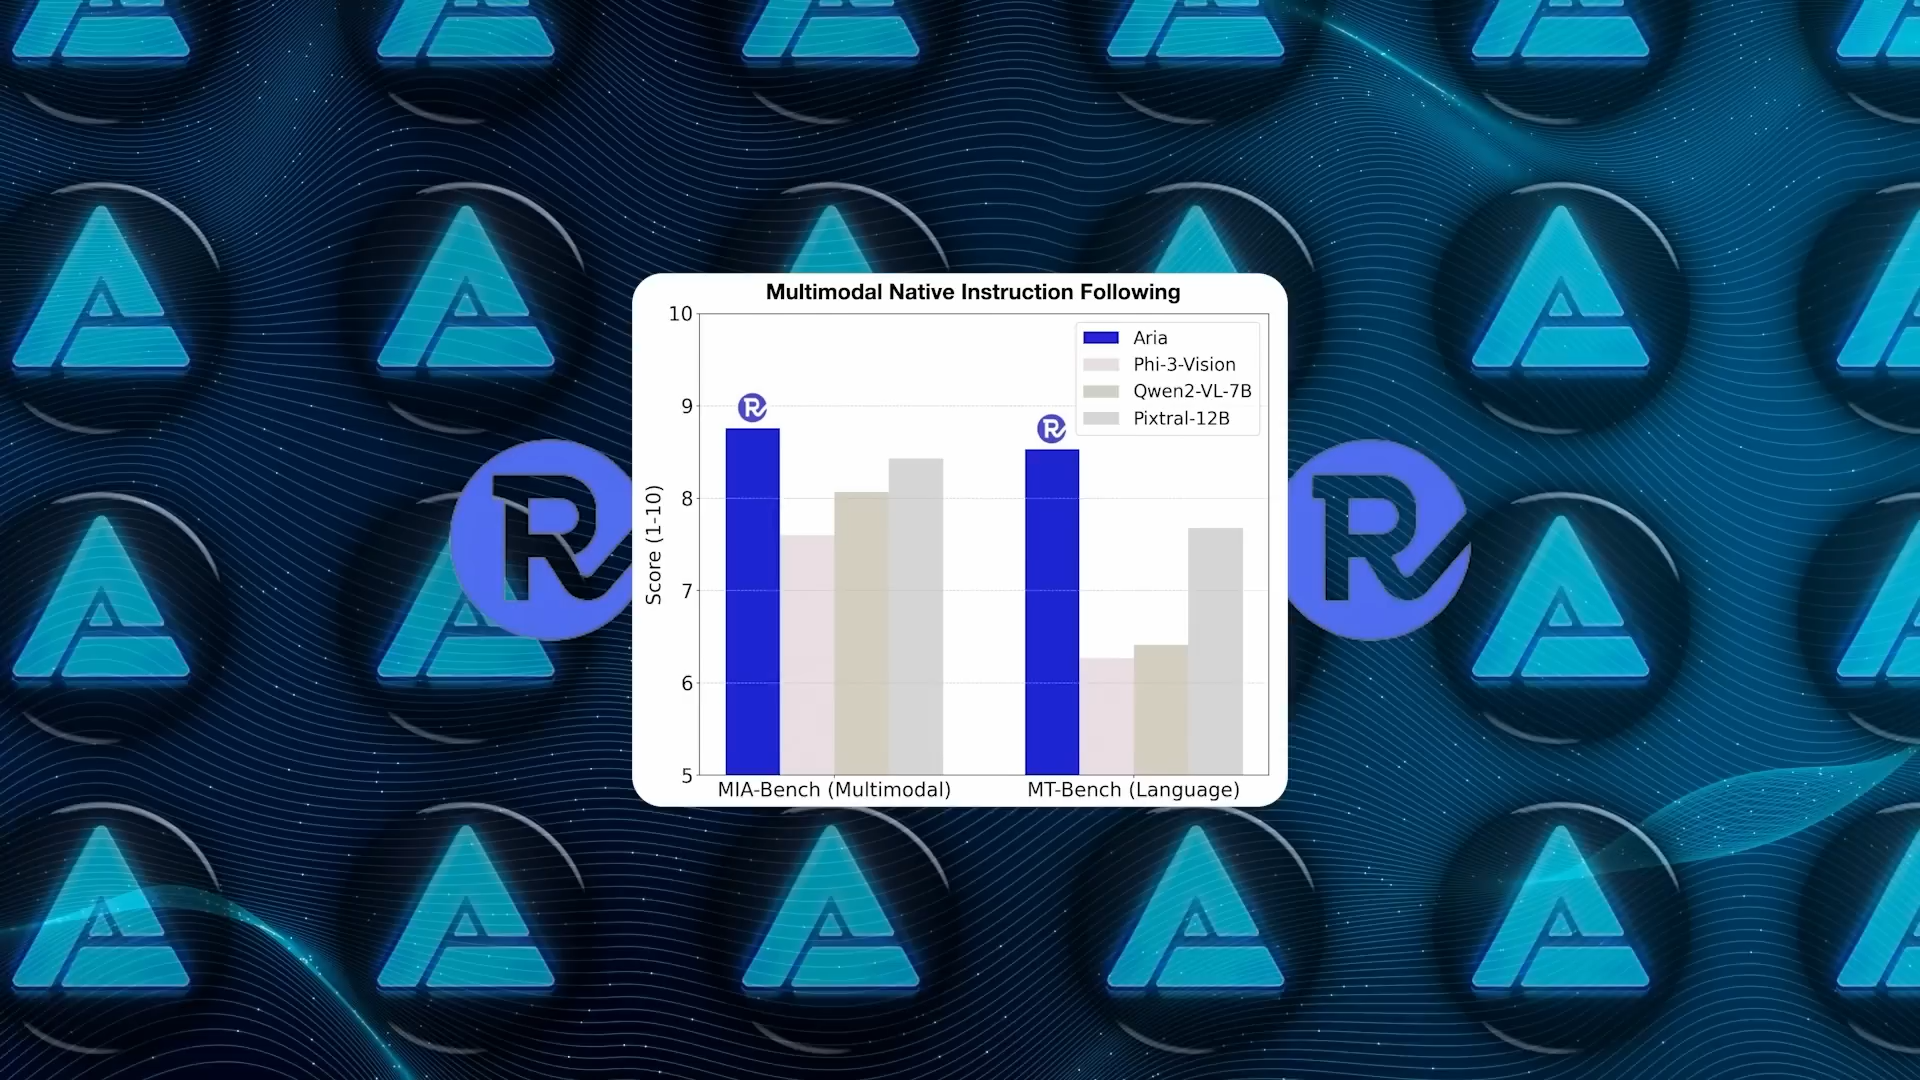 Multimodal Native Instruction Following
10
9
8
7
6
5
Score (1-10)
Aria
Phi-3-Vision
Qwen2-VL-7B
Pixtral-12B
MIA-Bench (Multimodal)
MT-Bench (Language)